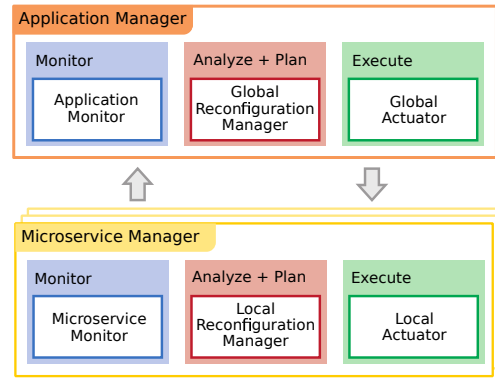 Application Manager
Monitor
Application
Monitor
Analyze + Plan
Global
Reconfiguration
Manager
Execute
Global
Actuator
Microservice Manager
Monitor
Microservice
Monitor
Analyze + Plan
Local
Reconfiguration
Manager
Execute
Local
Actuator